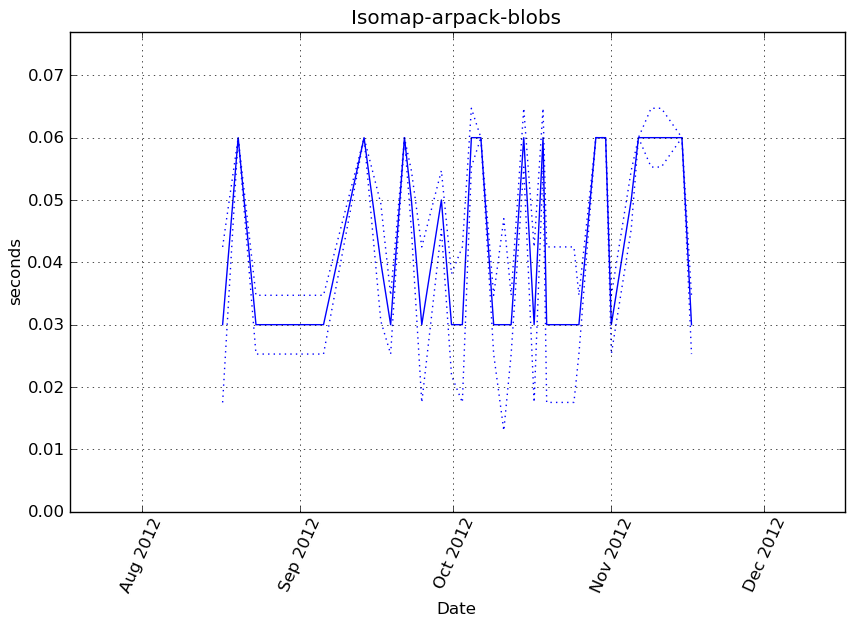 Isomap-arpack-blobs
0.07
0.06
0.05
0.04
0.03
0.02
0.01
0.00
seconds
Aug 2012
Sep 2012
Oct 2012
Nov 2012
Dec 2012
Date